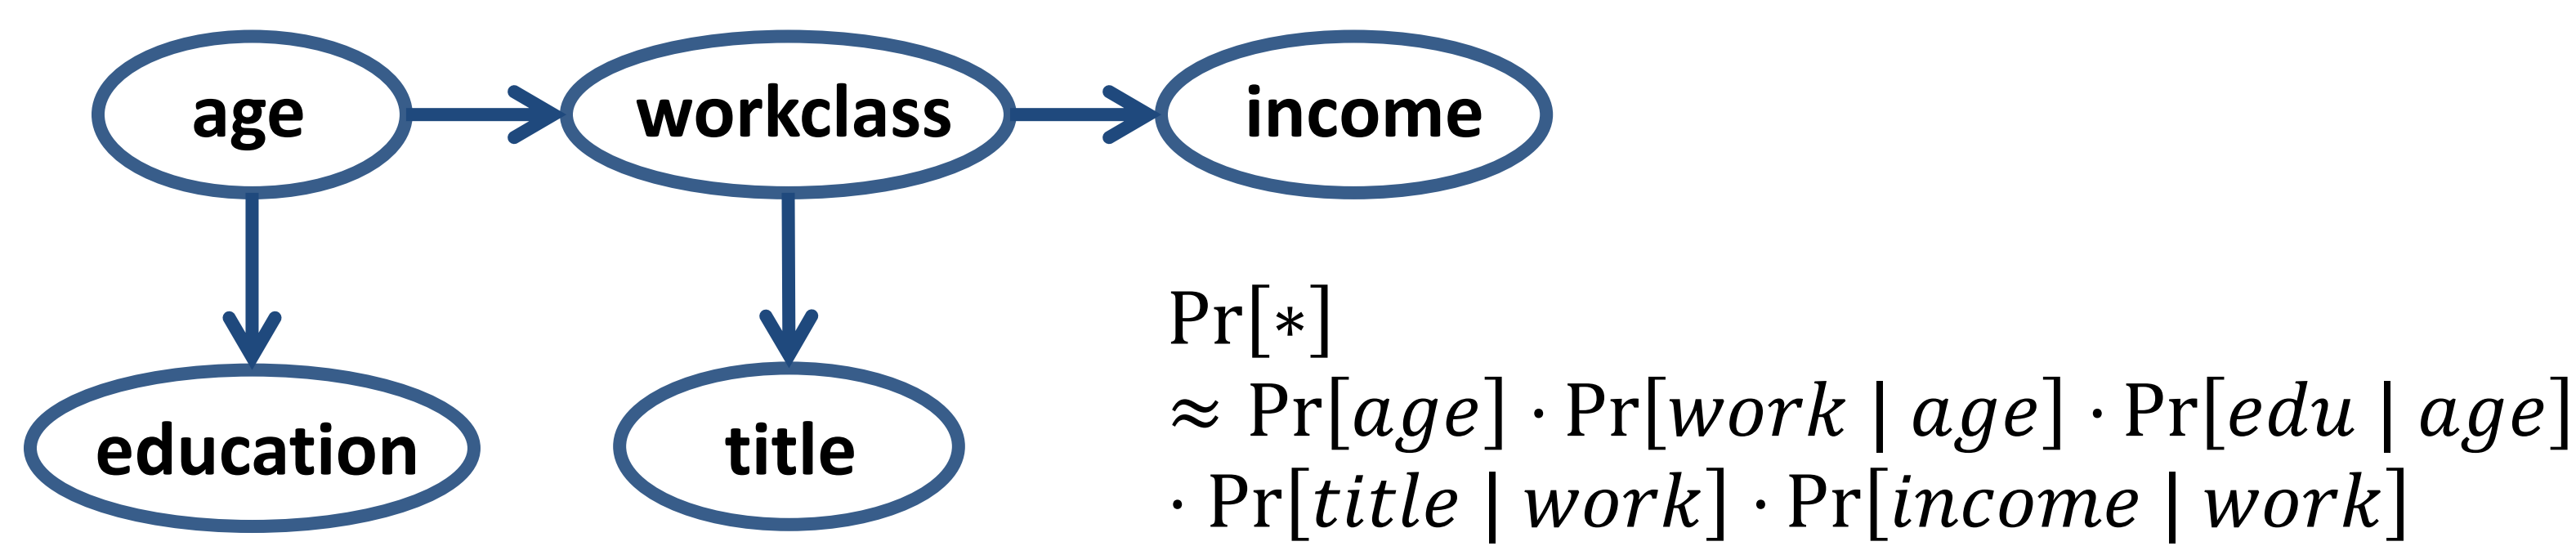 age
workclass
income
education
title
Pr[∗]
≈ Pr[age] · Pr[work | age] · Pr[edu | age]
· Pr[title | work] · Pr[income | work]